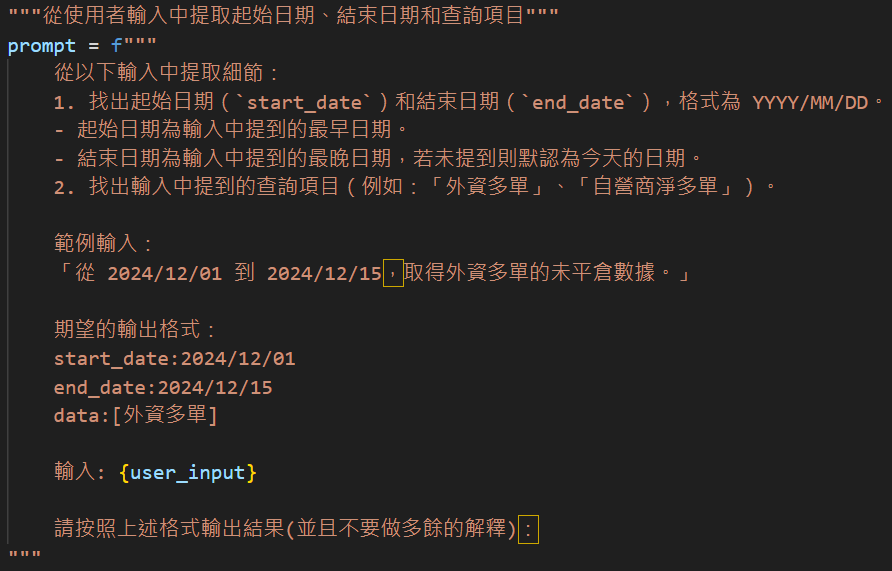 """從使用者輸入中提取起始日期、結束日期和查詢項目"""
prompt = f"""
從以下輸入中提取細節：
1. 找出起始日期（`start_date`）和結束日期（`end_date`），格式為 YYYY/MM/DD。
- 起始日期為輸入中提到的最早日期。
- 結束日期為輸入中提到的最晚日期，若未提到則默認為今天的日期。
2. 找出輸入中提到的查詢項目（例如：「外資多單」、「自營商淨多單」）。
範例輸入：
「從 2024/12/01 到 2024/12/15，取得外資多單的未平倉數據。」
期望的輸出格式：
start_date:2024/12/01
end_date:2024/12/15
data:[外資多單]
輸入: {user_input}
請按照上述格式輸出結果(並且不要做多餘的解釋)：
"""